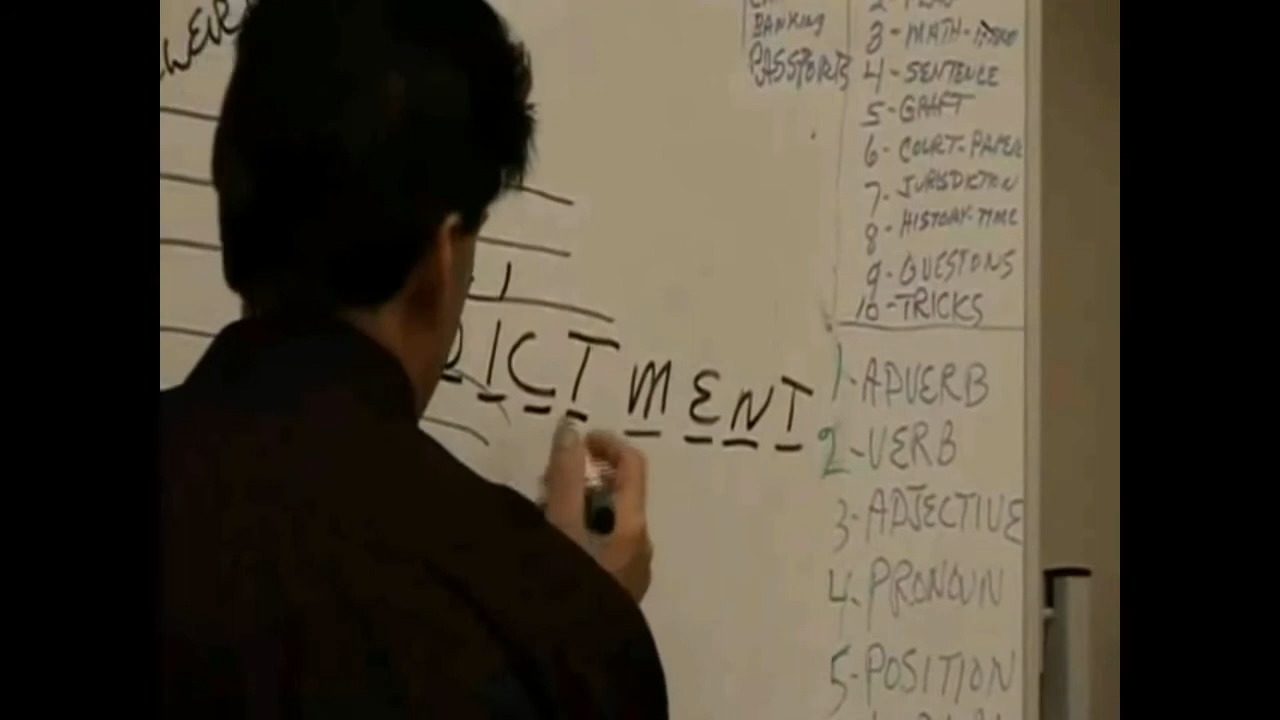 BANKING
PASSPORTS
3-MATH-
4-SENTENCE
5-GRAFT
6-COURT-PAPER
7-JURISDICTION
8-HISTORY-TIME
9-QUESTONS
10-TRICKS
DICTMENT
1-ADVERB
2-VERB
3-ADJECTIVE
4-PRONOUN
5-POSITION